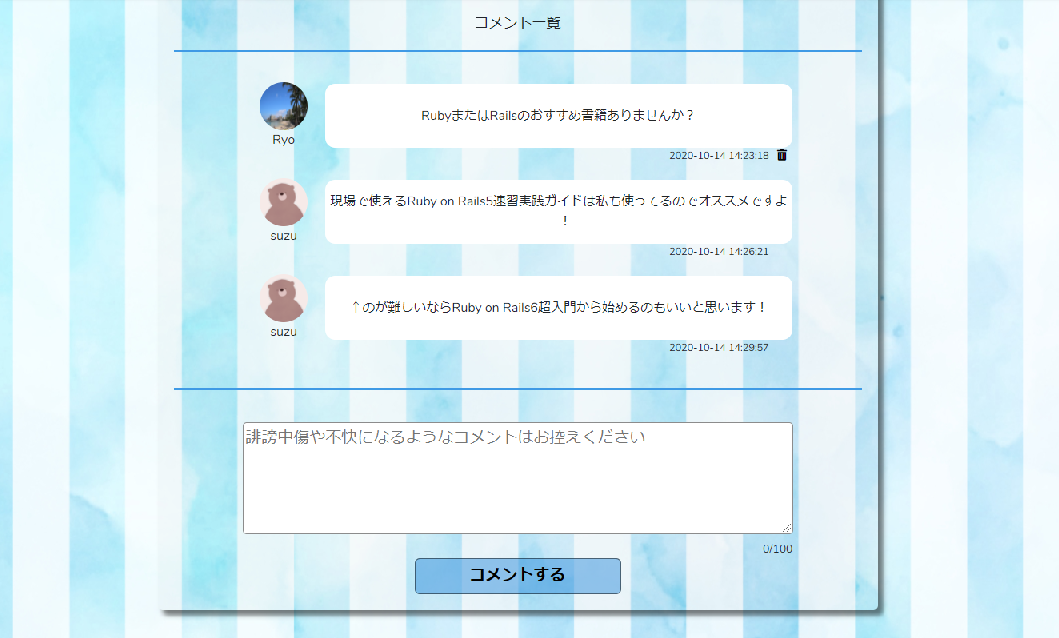 コメント一覧
RubyまたはRailsのおすすめ書籍ありませんか？
Ryo
2020-10-14 14:23:18
現場で使えるRuby on Rails5速習実践ガイドは私も使ってるのでオススメですよ
！
suzu
2020-10-14 14:26:21
↑のが難しいならRuby on Rails6超入門から始めるのもいいと思います！
suzu
2020-10-14 14:29:57
誹謗中傷や不快になるようなコメントはお控えください
0/100
コメントする